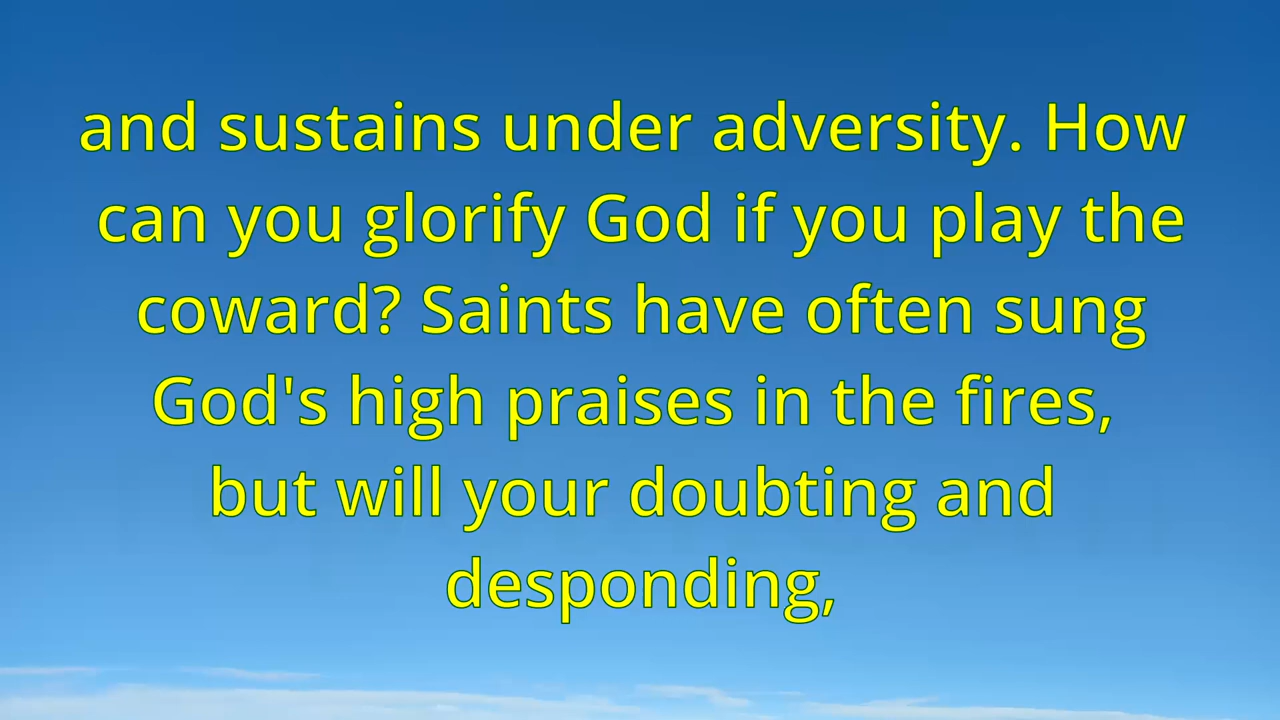 and sustains under adversity. How
can you glorify God if you play the
coward? Saints have often sung
God's high praises in the fires,
but will your doubting and
desponding,